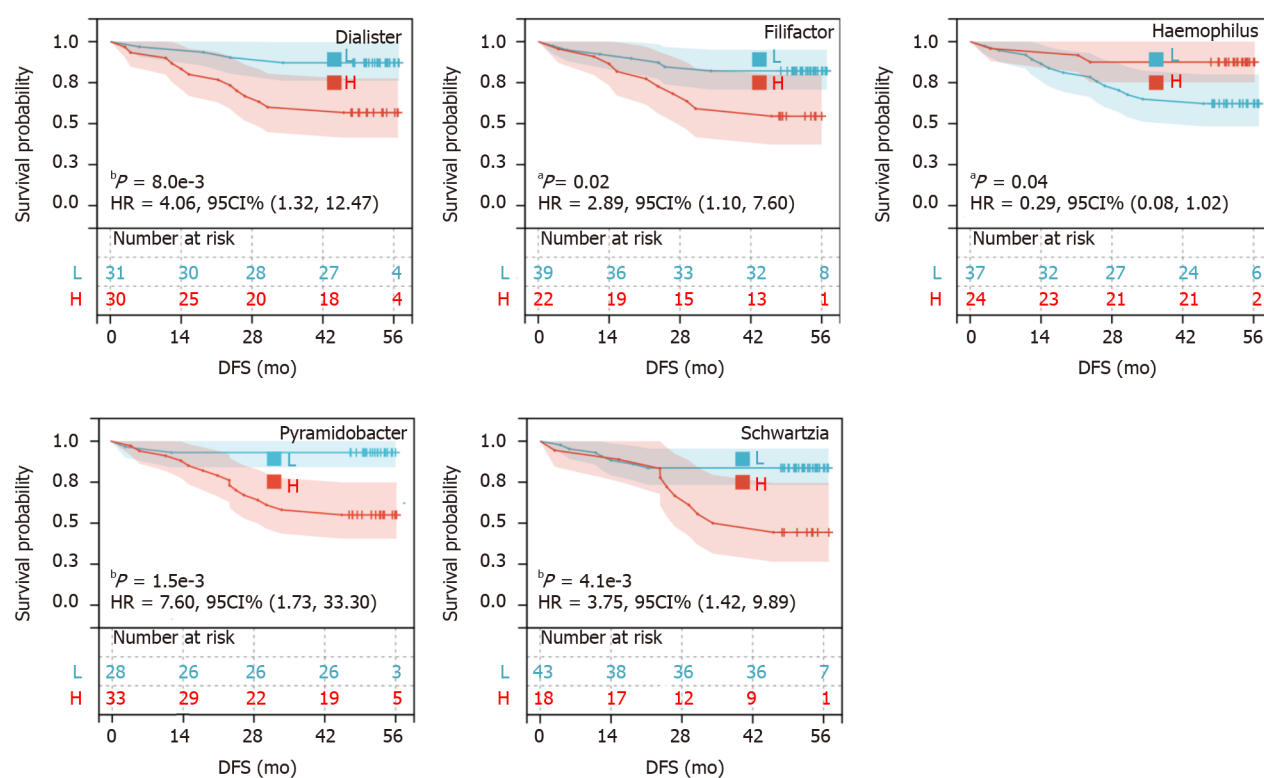 Dialister
1.0
0.8
0.5
0.3
0.0
Survival probability
L
H
ᵇP = 8.0e-3
HR = 4.06, 95CI% (1.32, 12.47)
Number at risk
L 31 30 28 27 4
H 30 25 20 18 4
0 14 28 42 56
DFS (mo)
Filifactor
1.0
0.8
0.5
0.3
0.0
Survival probability
L
H
ᵃP= 0.02
HR = 2.89, 95CI% (1.10, 7.60)
Number at risk
L 39 36 33 32 8
H 22 19 15 13 1
0 14 28 42 56
DFS (mo)
Haemophilus
1.0
0.8
0.5
0.3
0.0
Survival probability
L
H
ᵃP = 0.04
HR = 0.29, 95CI% (0.08, 1.02)
Number at risk
L 37 32 27 24 6
H 24 23 21 21 2
0 14 28 42 56
DFS (mo)
Pyramidobacter
1.0
0.8
0.5
0.3
0.0
Survival probability
L
H
ᵇP = 1.5e-3
HR = 7.60, 95CI% (1.73, 33.30)
Number at risk
L 28 26 26 26 3
H 33 29 22 19 5
0 14 28 42 56
DFS (mo)
Schwartzia
1.0
0.8
0.5
0.3
0.0
Survival probability
L
H
ᵇP = 4.1e-3
HR = 3.75, 95CI% (1.42, 9.89)
Number at risk
L 43 38 36 36 7
H 18 17 12 9 1
0 14 28 42 56
DFS (mo)